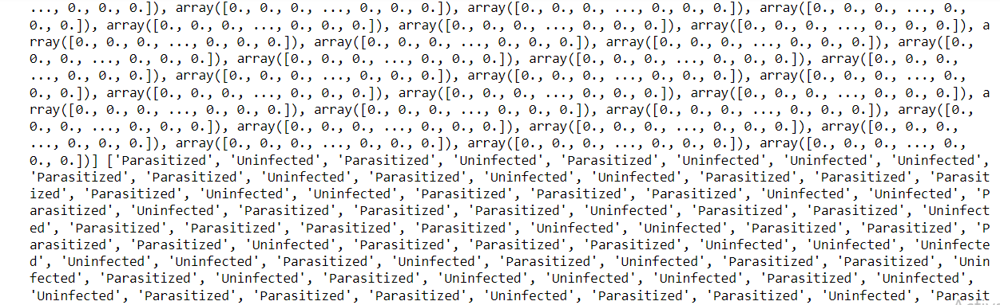 ..., 0., 0., 0.]), array([0., 0., 0., ..., 0., 0., 0.]), array([0., 0., 0., ..., 0., 0., 0.]), array([0., 0., 0., ..., 0.,
0., 0.]), array([0., 0., 0., ..., 0., 0., 0.]), array([0., 0., 0., ..., 0., 0., 0.]), array([0., 0., 0., ..., 0., 0., 0.]), a
rray([0., 0., 0., ..., 0., 0., 0.]), array([0., 0., 0., ..., 0., 0., 0.]), array([0., 0., 0., ..., 0., 0., 0.]), array([0.,
0., 0., ..., 0., 0., 0.]), array([0., 0., 0., ..., 0., 0., 0.]), array([0., 0., 0., ..., 0., 0., 0.]), array([0., 0., 0.,
..., 0., 0., 0.]), array([0., 0., 0., ..., 0., 0., 0.]), array([0., 0., 0., ..., 0., 0., 0.]), array([0., 0., 0., ..., 0.,
0., 0.]), array([0., 0., 0., ..., 0., 0., 0.]), array([0., 0., 0., ..., 0., 0., 0.]), array([0., 0., 0., ..., 0., 0., 0.]), a
rray([0., 0., 0., ..., 0., 0., 0.]), array([0., 0., 0., ..., 0., 0., 0.]), array([0., 0., 0., ..., 0., 0., 0.]), array([0.,
0., 0., ..., 0., 0., 0.]), array([0., 0., 0., ..., 0., 0., 0.]), array([0., 0., 0., ..., 0., 0., 0.]), array([0., 0., 0.,
..., 0., 0., 0.]), array([0., 0., 0., ..., 0., 0., 0.]), array([0., 0., 0., ..., 0., 0., 0.]), array([0., 0., 0., ..., 0.,
0., 0.])] ['Parasitized', 'Uninfected', 'Parasitized', 'Uninfected', 'Parasitized', 'Uninfected', 'Uninfected', 'Uninfected',
'Parasitized', 'Parasitized', 'Uninfected', 'Parasitized', 'Uninfected', 'Uninfected', 'Parasitized', 'Parasitized', 'Parasit
ized', 'Parasitized', 'Uninfected', 'Uninfected', 'Parasitized', 'Parasitized', 'Parasitized', 'Uninfected', 'Uninfected', 'P
arasitized', 'Uninfected', 'Parasitized', 'Parasitized', 'Parasitized', 'Uninfected', 'Parasitized', 'Parasitized', 'Uninfect
ed', 'Parasitized', 'Parasitized', 'Parasitized', 'Parasitized', 'Uninfected', 'Uninfected', 'Parasitized', 'Parasitized', 'P
arasitized', 'Parasitized', 'Uninfected', 'Parasitized', 'Parasitized', 'Parasitized', 'Uninfected', 'Uninfected', 'Uninfecte
d', 'Uninfected', 'Uninfected', 'Parasitized', 'Uninfected', 'Parasitized', 'Uninfected', 'Parasitized', 'Parasitized', 'Unin
fected', 'Parasitized', 'Uninfected', 'Parasitized', 'Uninfected', 'Uninfected', 'Uninfected', 'Parasitized', 'Uninfected',
'Uninfected', 'Parasitized', 'Parasitized', 'Parasitized', 'Uninfected', 'Parasitized', 'Parasitized', 'Uninfected', 'Parasit